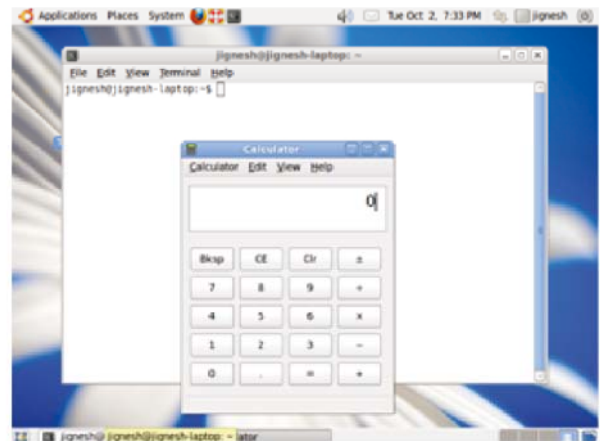 Applications Places System Tue Oct 2, 7:33 PM jignesh
jignesh@jignesh-laptop: ~
File Edit View Terminal Help
jignesh@jignesh-laptop:~$
Calculator
Calculator Edit View Help
0
Bksp CE Clr ±
7 8 9 ÷
4 5 6 x
1 2 3 −
0 . = +
jignesh@ jignesh@jignesh-laptop: ~ ator